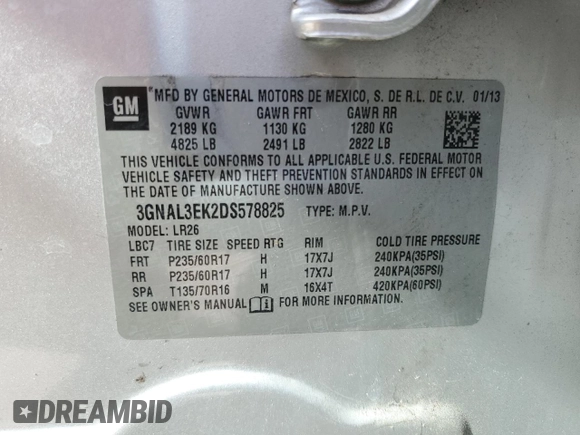 GM
*MFD BY GENERAL MOTORS DE MEXICO, S. DE R.L. DE C.V. 01/13
GVWR GAWR FRT GAWR RR
2189 KG 1130 KG 1280 KG
4825 LB 2491 LB 2822 LB
THIS VEHICLE CONFORMS TO ALL APPLICABLE U.S. FEDERAL MOTOR
VEHICLE SAFETY AND THEFT PREVENTION STANDARDS IN EFFECT ON
THE DATE OF MANUFACTURE SHOWN ABOVE.
3GNAL3EK2DS578825 TYPE: M.P.V.
MODEL: LR26
LBC7 TIRE SIZE SPEED RTG RIM COLD TIRE PRESSURE
FRT P235/60R17 H 17X7J 240KPA(35PSI)
RR P235/60R17 H 17X7J 240KPA(35PSI)
SPA T135/70R16 M 16X4T 420KPA(60PSI)
SEE OWNER'S MANUAL FOR MORE INFORMATION.
DREAMBID